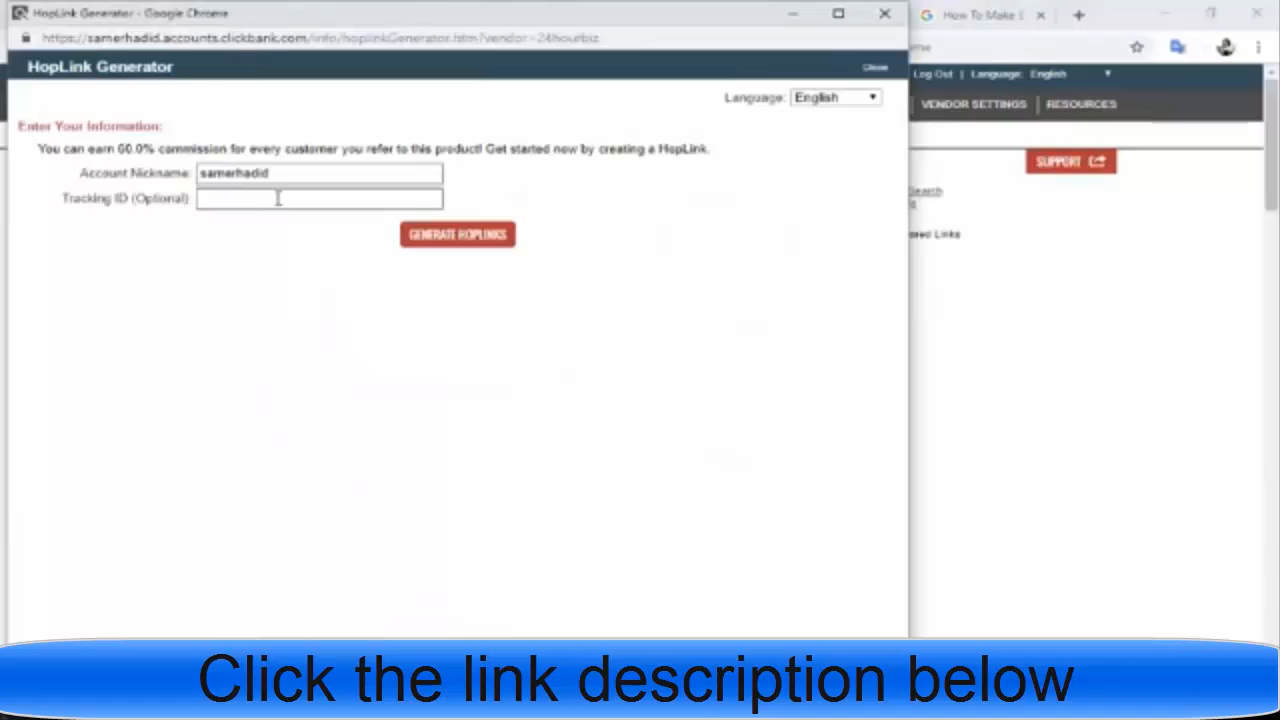 HopLink Generator - Google Chrome
How To Make
https://samerhadid.accounts.clickbank.com/info/hoplinkGenerator.htm?vendor=24hourbiz
HopLink Generator
Close
Log Out | Language: English
Language: English
VENDOR SETTINGS | RESOURCES
Enter Your Information:
You can earn 60.0% commission for every customer you refer to this product! Get started now by creating a HopLink.
SUPPORT
Account Nickname: samerhadid
Search
Tracking ID (Optional)
GENERATE HOPLINKS
Links
Click the link description below